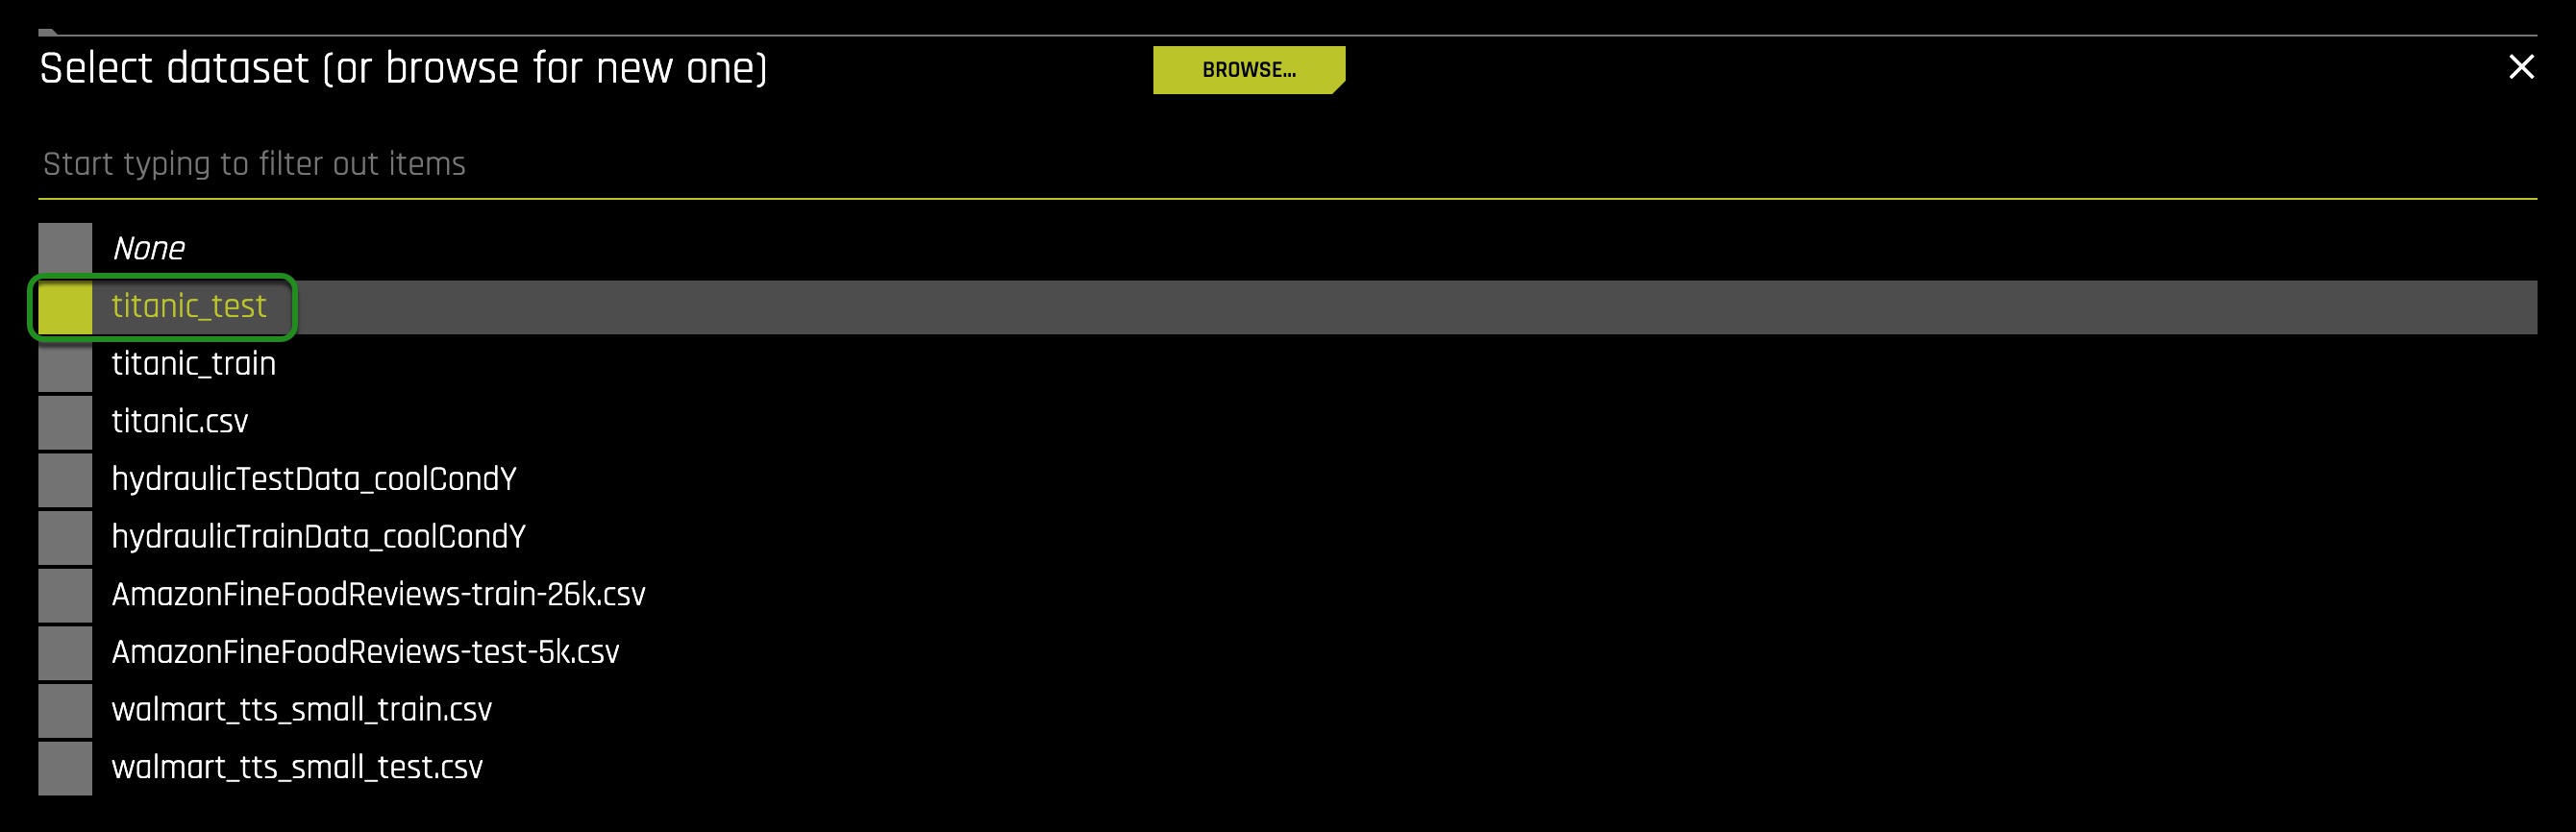 Select dataset (or browse for new one)
BROWSE...
Start typing to filter out items
None
titanic_test
titanic_train
titanic.csv
hydraulicTestData_coolCondY
hydraulicTrainData_coolCondY
AmazonFineFoodReviews-train-26k.csv
AmazonFineFoodReviews-test-5k.csv
walmart_tts_small_train.csv
walmart_tts_small_test.csv